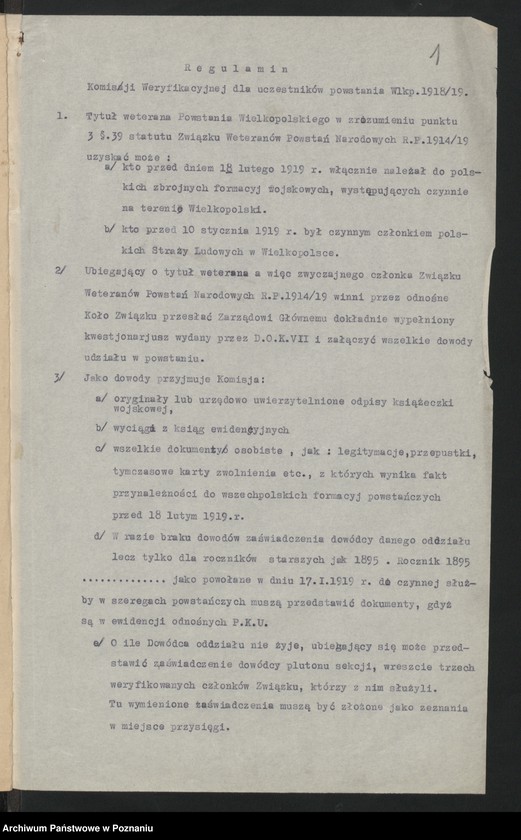 1
R e g u l a m i n
Komisji Weryfikacyjnej dla uczestników powstania Wlkp.1918/19.
1. Tytuł weterana Powstania Wielkopolskiego w zrozumieniu punktu
3 §.39 statutu Związku Weteranów Powstań Narodowych R.P.1914/19
uzyskać może :
a/ kto przed dniem 18 lutego 1919 r. włącznie należał do pols-
kich zbrojnych formacyj wojskowych, występujących czynnie
na terenie Wielkopolski.
b/ kto przed 10 stycznia 1919 r. był czynnym członkiem pols-
kich Straży Ludowych w Wielkopolsce.
2/ Ubiegający o tytuł weterana a więc zwyczajnego członka Związku
Weteranów Powstań Narodowych R.P.1914/19 winni przez odnośne
Koło Związku przesłać Zarządowi Głównemu dokładnie wypełniony
kwestjonarjusz wydany przez D.O.K.VII i załączyć wszelkie dowody
udziału w powstaniu.
3/ Jako dowody przyjmuje Komisja:
a/ oryginały lub urzędowo uwierzytelnione odpisy książeczki
wojskowej,
b/ wyciągi z ksiąg ewidencyjnych
c/ wszelkie dokumenty osobiste , jak : legitymacje,przepustki,
tymczasowe karty zwolnienia etc., z których wynika fakt
przynależności do wszechpolskich formacyj powstańczych
przed 18 lutym 1919.r.
d/ W razie braku dowodów zaświadczenia dowódcy danego oddziału
lecz tylko dla roczników starszych jak 1895 . Rocznik 1895
.............. jako powołane w dniu 17.I.1919 r. do czynnej służ-
by w szeregach powstańczych muszą przedstawić dokumenty, gdyż
są w ewidencji odnośnych P.K.U.
e/ O ile Dowódca oddziału nie żyje, ubiegający się może przed-
stawić zaświadczenie dowódcy plutonu sekcji, wreszcie trzech
weryfikowanych członków Związku, którzy z nim służyli.
Tu wymienione zaświadczenia muszą być złożone jako zeznania
w miejsce przysięgi.
Archiwum Państwowe w Poznaniu